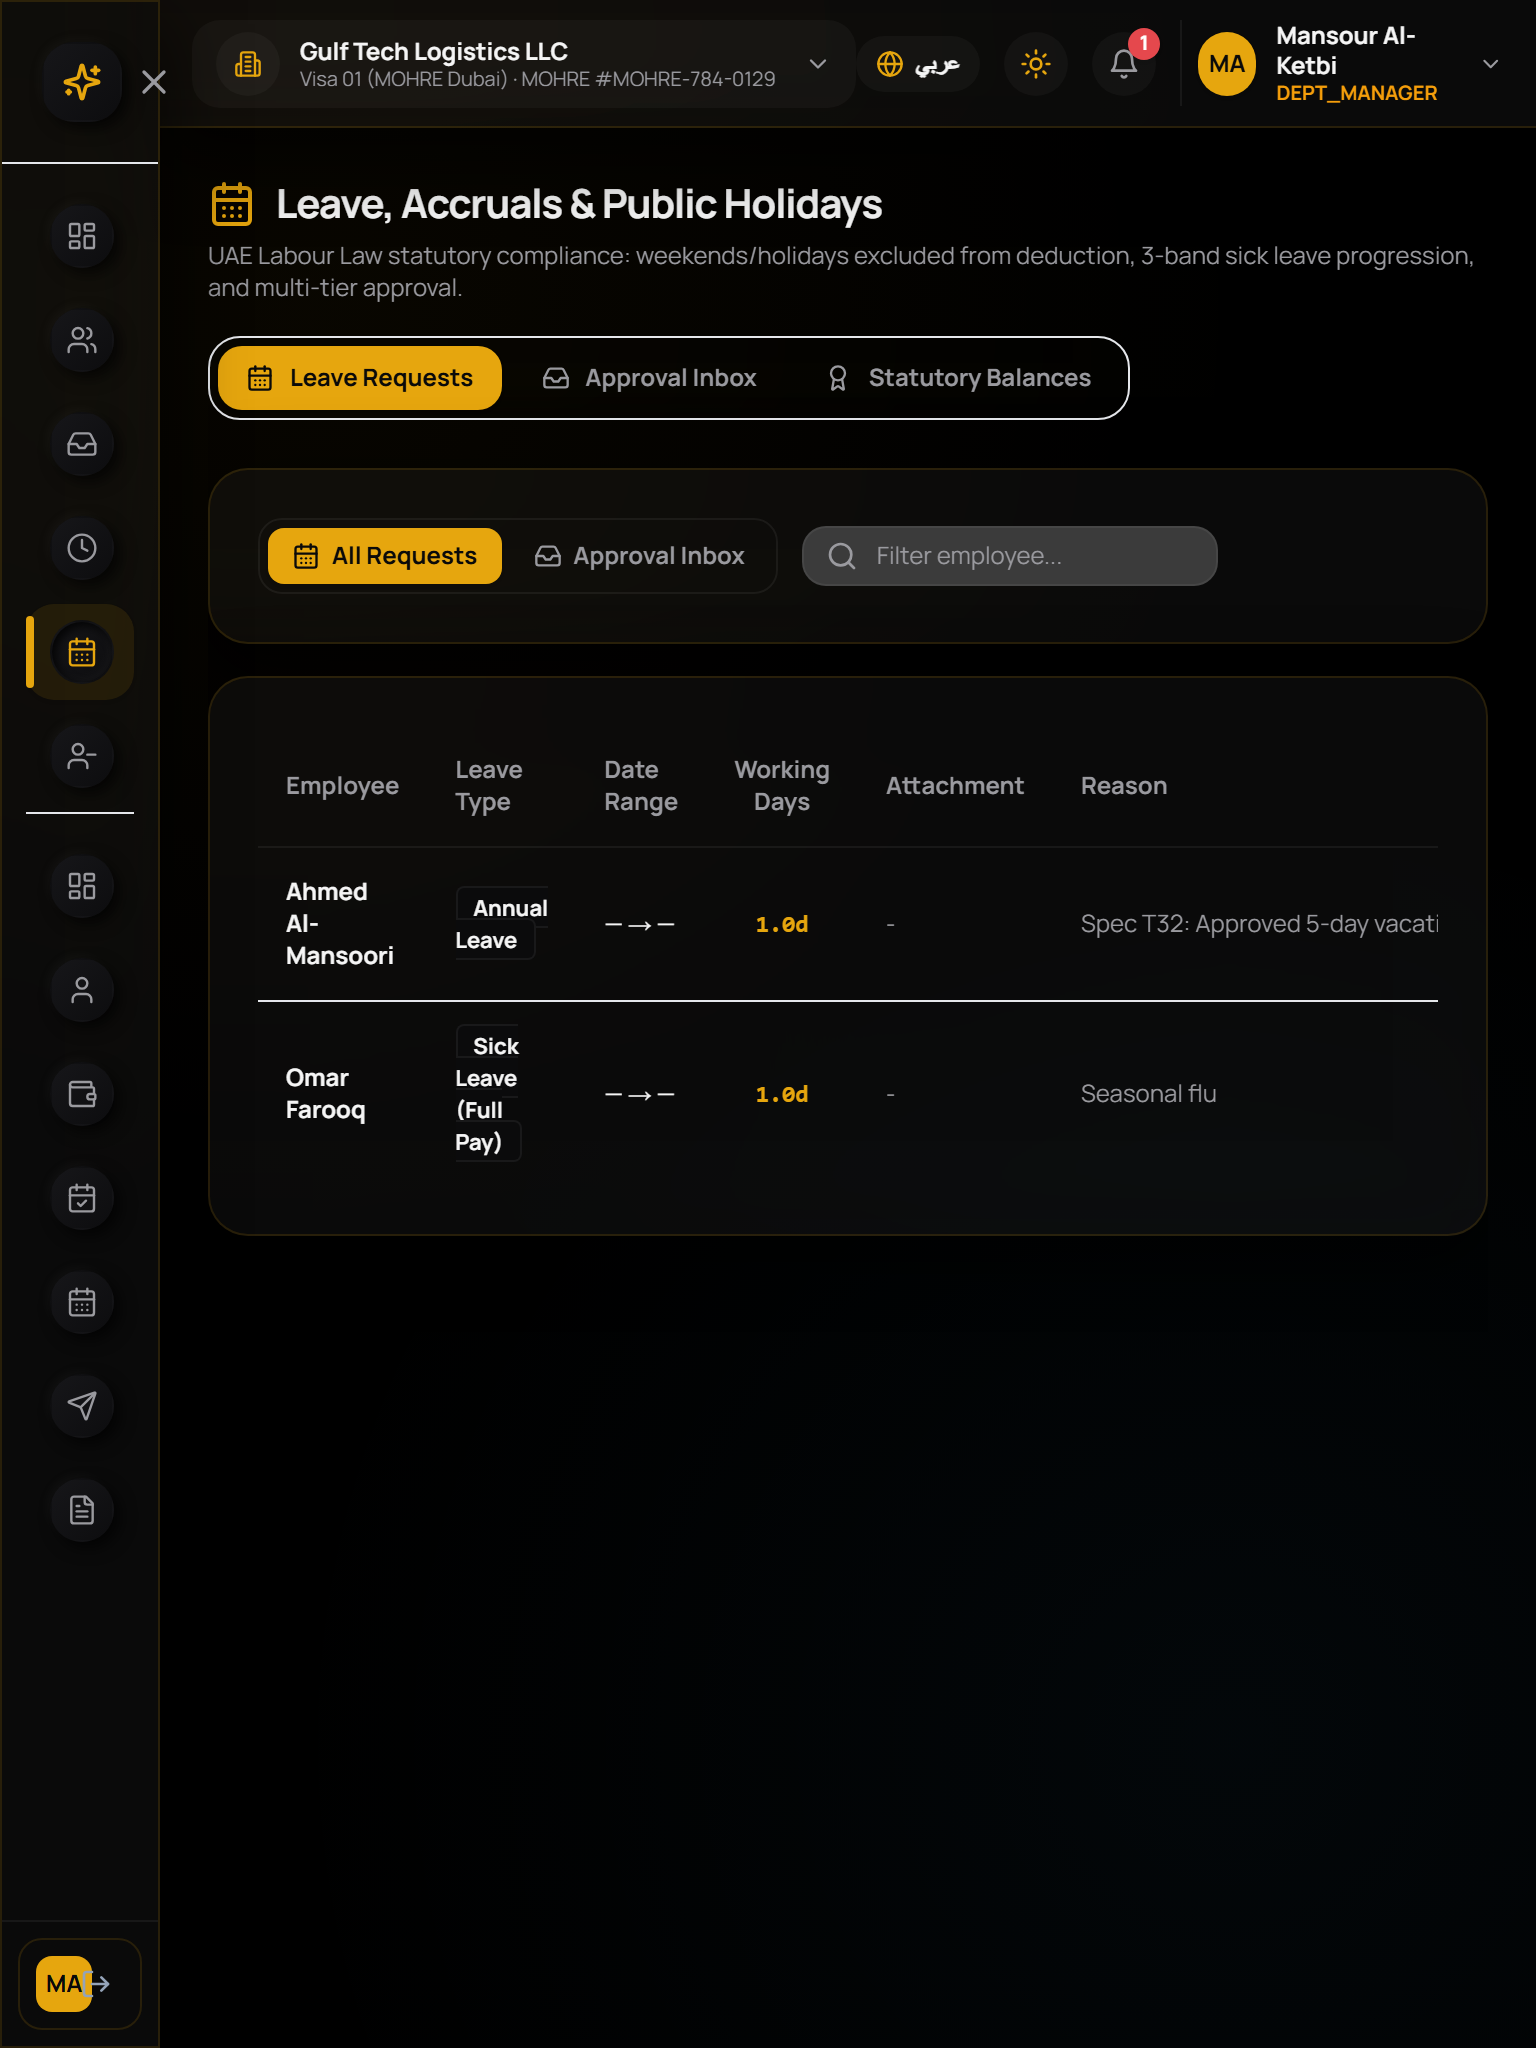 Gulf Tech Logistics LLC
Visa 01 (MOHRE Dubai) · MOHRE #MOHRE-784-0129
عربي
1
MA
Mansour Al-
Ketbi
DEPT_MANAGER
Leave, Accruals & Public Holidays
UAE Labour Law statutory compliance: weekends/holidays excluded from deduction, 3-band sick leave progression,
and multi-tier approval.
Leave Requests
Approval Inbox
Statutory Balances
All Requests
Approval Inbox
Filter employee...
Employee
Leave
Type
Date
Range
Working
Days
Attachment
Reason
Ahmed
Al-
Mansoori
Annual
Leave
— → —
1.0d
-
Spec T32: Approved 5-day vacati
Omar
Farooq
Sick
Leave
(Full
Pay)
— → —
1.0d
-
Seasonal flu
MA